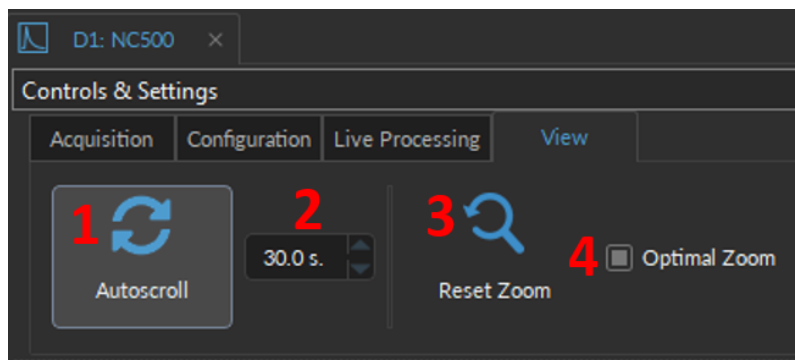 D1: NC500 ×
Controls & Settings
Acquisition Configuration Live Processing View
1 2 3 4
30.0 s. Optimal Zoom
Autoscroll Reset Zoom